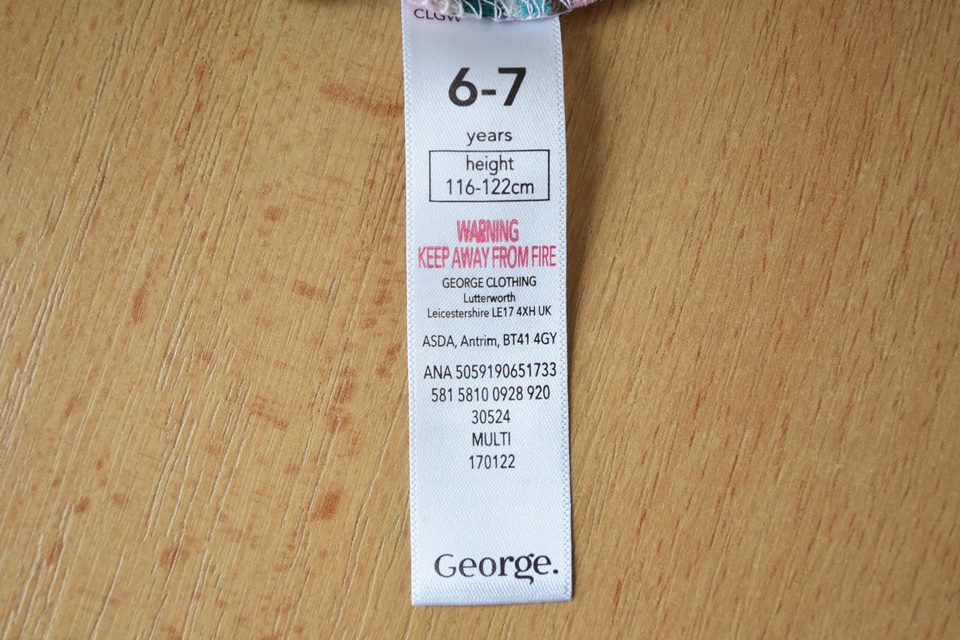 CLGW
6-7
years
height
116-122cm
WARNING
KEEP AWAY FROM FIRE
GEORGE CLOTHING
Lutterworth
Leicestershire LE17 4XH UK
ASDA, Antrim, BT41 4GY
ANA 5059190651733
581 5810 0928 920
30524
MULTI
170122
George.